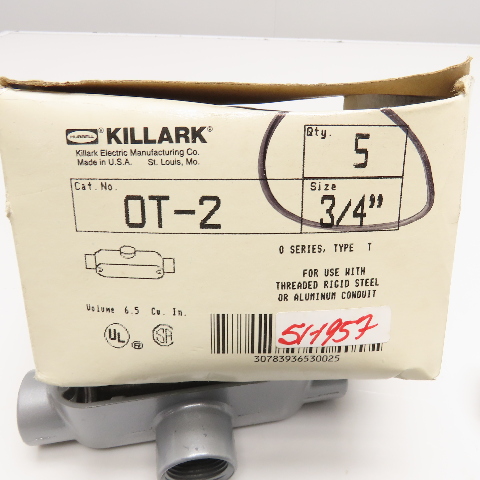 HUBBELL
KILLARK®
Killark Electric Manufacturing Co.
Made in U.S.A. St. Louis, Mo.
Qty.
5
Cat. No.
OT-2
Size
3/4"
O SERIES, TYPE T
FOR USE WITH
THREADED RIGID STEEL
OR ALUMINUM CONDUIT
Volume 6.5 Cu. In.
UL ®
SA
51-1957
30783936530025